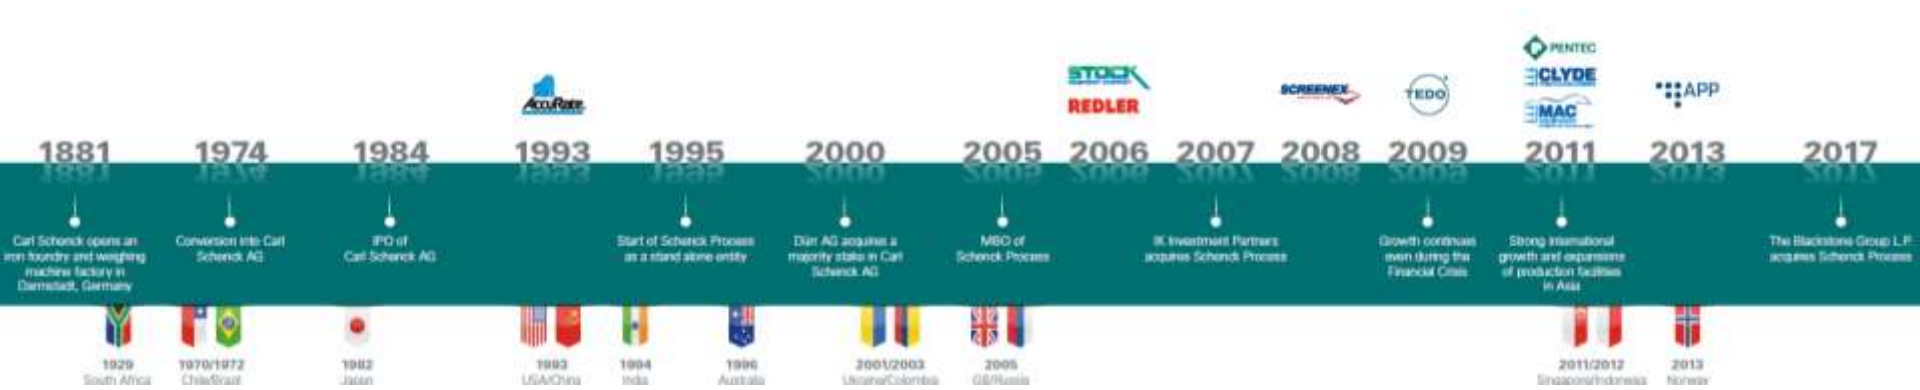 PENTEC
STOCK
CLYDE
AccuRate
SCREENEX
TEDO
APP
REDLER
MAC
1881
1974
1984
1993
1995
2000
2005
2006
2007
2008
2009
2011
2013
2017
Carl Schenck opens an
iron foundry and weighing
machine factory in
Darmstadt, Germany
Conversion into Carl
Schenck AG
IPO of
Carl Schenck AG
Start of Schenck Process
as a stand alone entity
Dürr AG acquires a
majority stake in Carl
Schenck AG
MBO of
Schenck Process
IK Investment Partners
acquires Schenck Process
Growth continues
even during the
Financial Crisis
Strong international
growth and expansions
of production facilities
in Asia
The Blackstone Group L.P.
acquires Schenck Process
1929
South Africa
1970/1972
Chile/Brazil
1982
Japan
1993
USA/China
1994
India
1996
Australia
2001/2003
Ukraine/Colombia
2005
GB/Russia
2011/2012
Singapore/Indonesia
2013
Norway